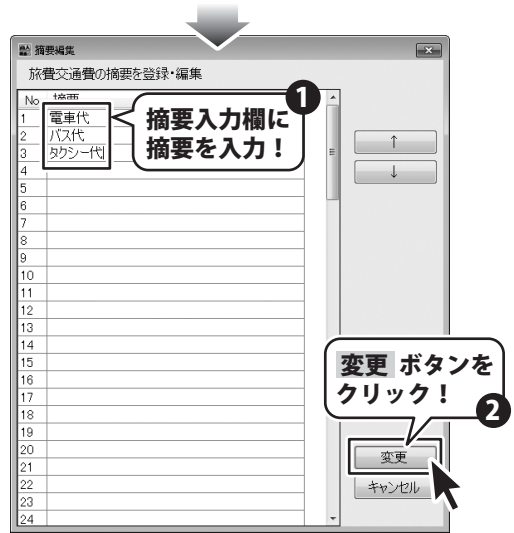 摘要編集
旅費交通費の摘要を登録・編集
No 摘要
1 電車代
2 バス代
3 タクシー代
4
5
6
7
8
9
10
11
12
13
14
15
16
17
18
19
20
21
22
23
24
↑
↓
1
摘要入力欄に
摘要を入力！
変更 ボタンを
クリック！
2
変更
キャンセル